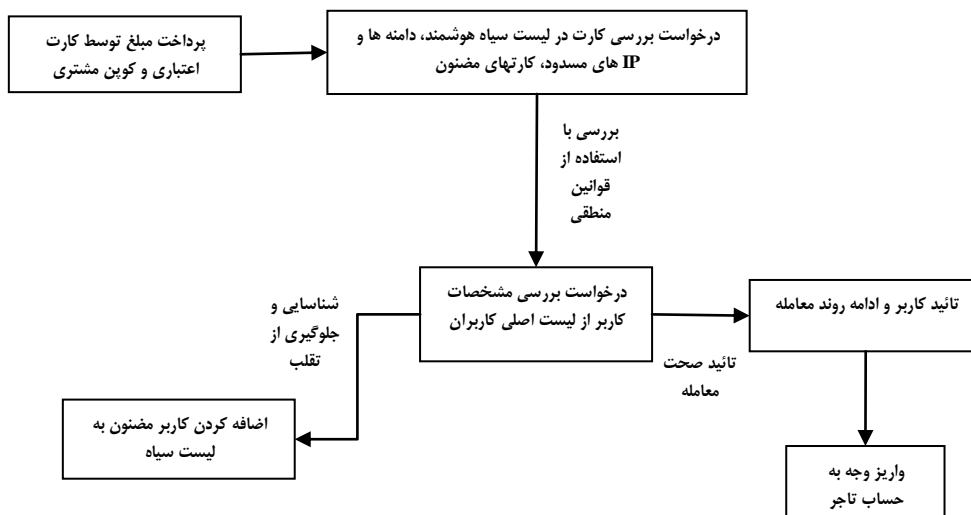 پرداخت مبلغ توسط کارت
اعتباری و کوپن مشتری
درخواست بررسی کارت در لیست سیاه هوشمند، دامنه ها و
IP های مسدود، کارتهای مضنون
بررسی با
استفاده از
قوانین
منطقی
درخواست بررسی مشخصات
کاربر از لیست اصلی کاربران
تائید صحت
معامله
تائید کاربر و ادامه روند معامله
واریز وجه به
حساب تاجر
شناسایی و
جلوگیری از
تقلب
اضافه کردن کاربر مضنون به
لیست سیاه